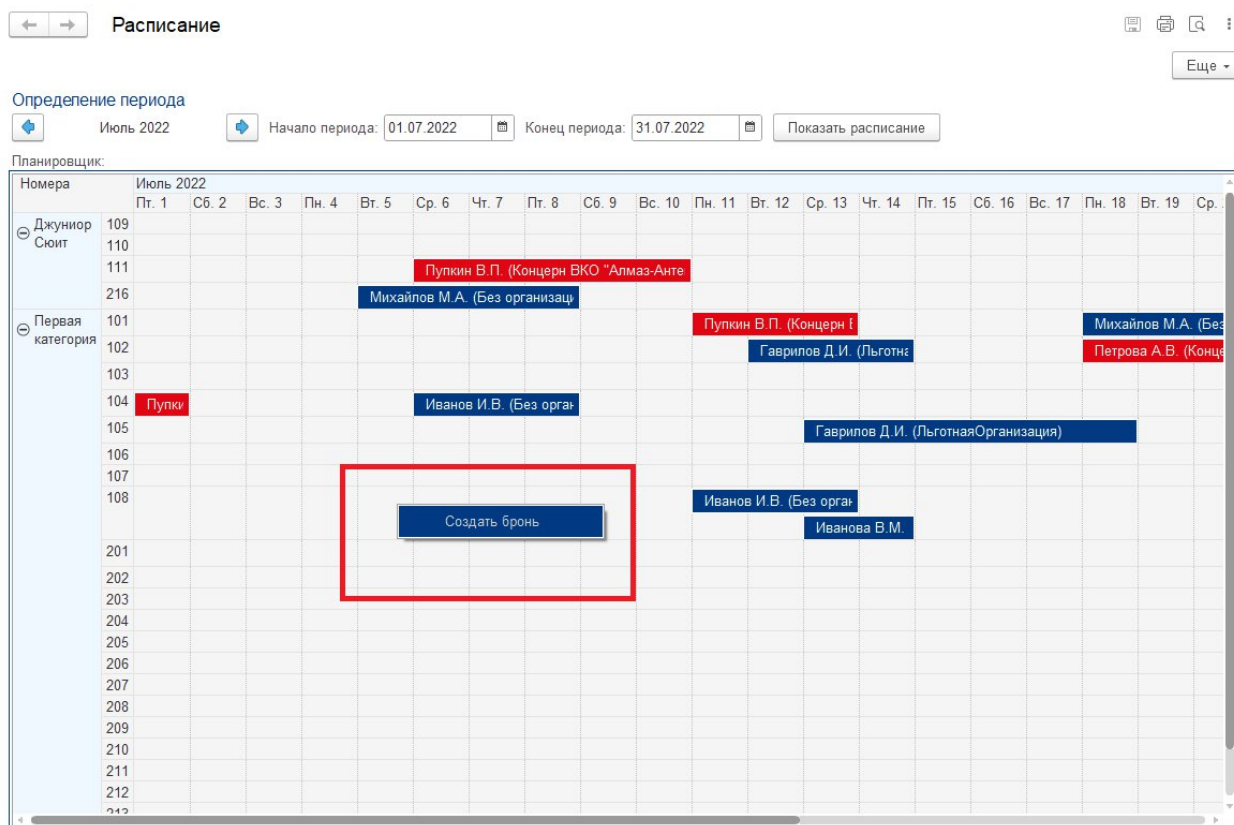 Расписание
Еще
Определение периода
Июль 2022 Начало периода: 01.07.2022 Конец периода: 31.07.2022 Показать расписание
Планировщик:
Номера Июль 2022
Пт. 1 Сб. 2 Вс. 3 Пн. 4 Вт. 5 Ср. 6 Чт. 7 Пт. 8 Сб. 9 Вс. 10 Пн. 11 Вт. 12 Ср. 13 Чт. 14 Пт. 15 Сб. 16 Вс. 17 Пн. 18 Вт. 19 Ср.
Джуниор 109
Сюит 110
111 Пупкин В.П. (Концерн ВКО "Алмаз-Анте
216 Михайлов М.А. (Без организаци
Первая 101 Пупкин В.П. (Концерн Михайлов М.А. (Без
категория 102 Гаврилов Д.И. (Льготна Петрова А.В. (Конце
103
104 Пупки Иванов И.В. (Без орган
105 Гаврилов Д.И. (ЛьготнаяОрганизация)
106
107
108 Иванов И.В. (Без орган
Создать бронь Иванова В.М.
201
202
203
204
205
206
207
208
209
210
211
212